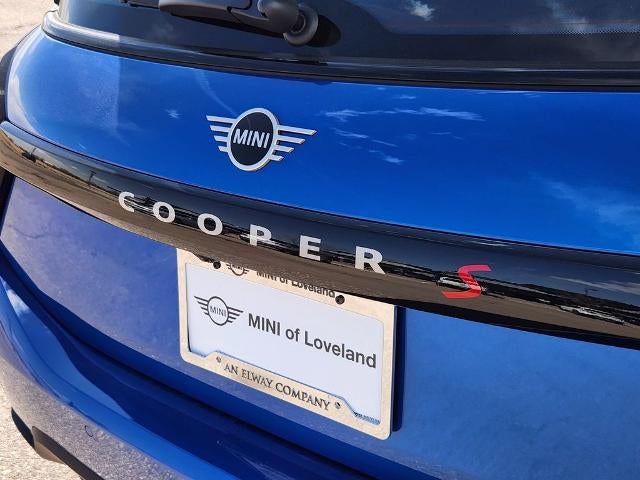 MINI
COOPER S
MINI of Loveland
MINI MINI of Loveland
AN ELWAY COMPANY